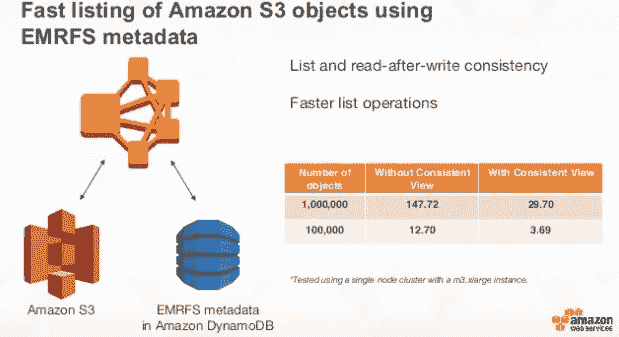 Fast listing of Amazon S3 objects using
EMRFS metadata
List and read-after-write consistency
Faster list operations
Number of objects Without Consistent View With Consistent View
1,000,000 147.72 29.70
100,000 12.70 3.69
*Tested using a single node cluster with a m3.xlarge instance.
Amazon S3
EMRFS metadata
in Amazon DynamoDB
amazon
web services